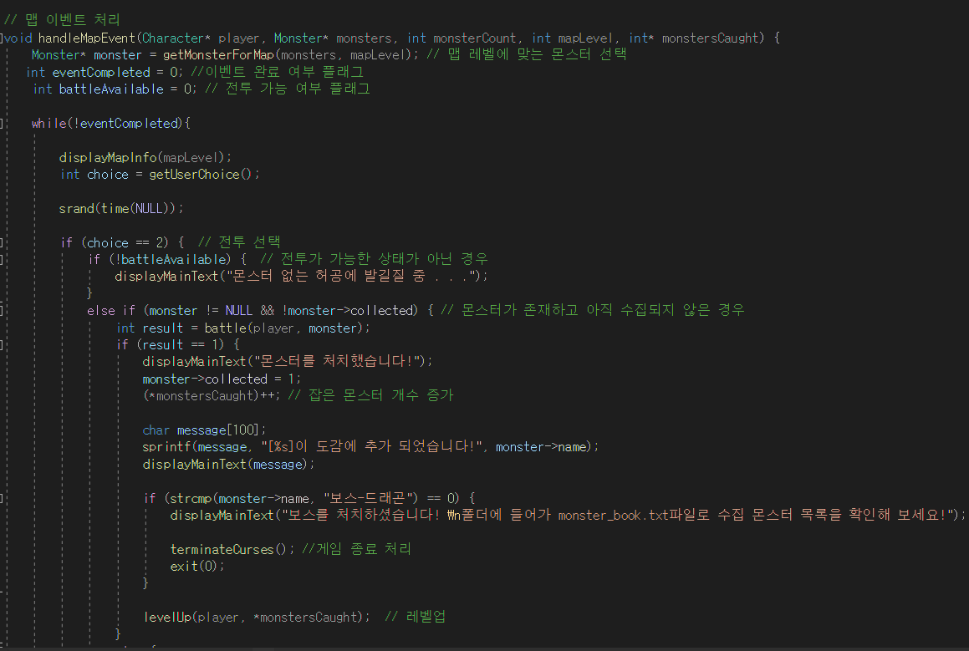 // 맵 이벤트 처리
void handleMapEvent(Character* player, Monster* monsters, int monsterCount, int mapLevel, int* monstersCaught) {
Monster* monster = getMonsterForMap(monsters, mapLevel); // 맵 레벨에 맞는 몬스터 선택
int eventCompleted = 0; //이벤트 완료 여부 플래그
int battleAvailable = 0; // 전투 가능 여부 플래그
while(!eventCompleted){
displayMapInfo(mapLevel);
int choice = getUserChoice();
srand(time(NULL));
if (choice == 2) { // 전투 선택
if (!battleAvailable) { // 전투가 가능한 상태가 아닌 경우
displayMainText("몬스터 없는 허공에 발길질 중 . . .");
}
else if (monster != NULL && !monster->collected) { // 몬스터가 존재하고 아직 수집되지 않은 경우
int result = battle(player, monster);
if (result == 1) {
displayMainText("몬스터를 처치했습니다!");
monster->collected = 1;
(*monstersCaught)++; // 잡은 몬스터 개수 증가
char message[100];
sprintf(message, "[%s]이 도감에 추가 되었습니다!", monster->name);
displayMainText(message);
if (strcmp(monster->name, "보스-드래곤") == 0) {
displayMainText("보스를 처치하셨습니다! ₩n폴더에 들어가 monster_book.txt파일로 수집 몬스터 목록을 확인해 보세요!");
terminateCurses(); //게임 종료 처리
exit(0);
}
levelUp(player, *monstersCaught); // 레벨업
}